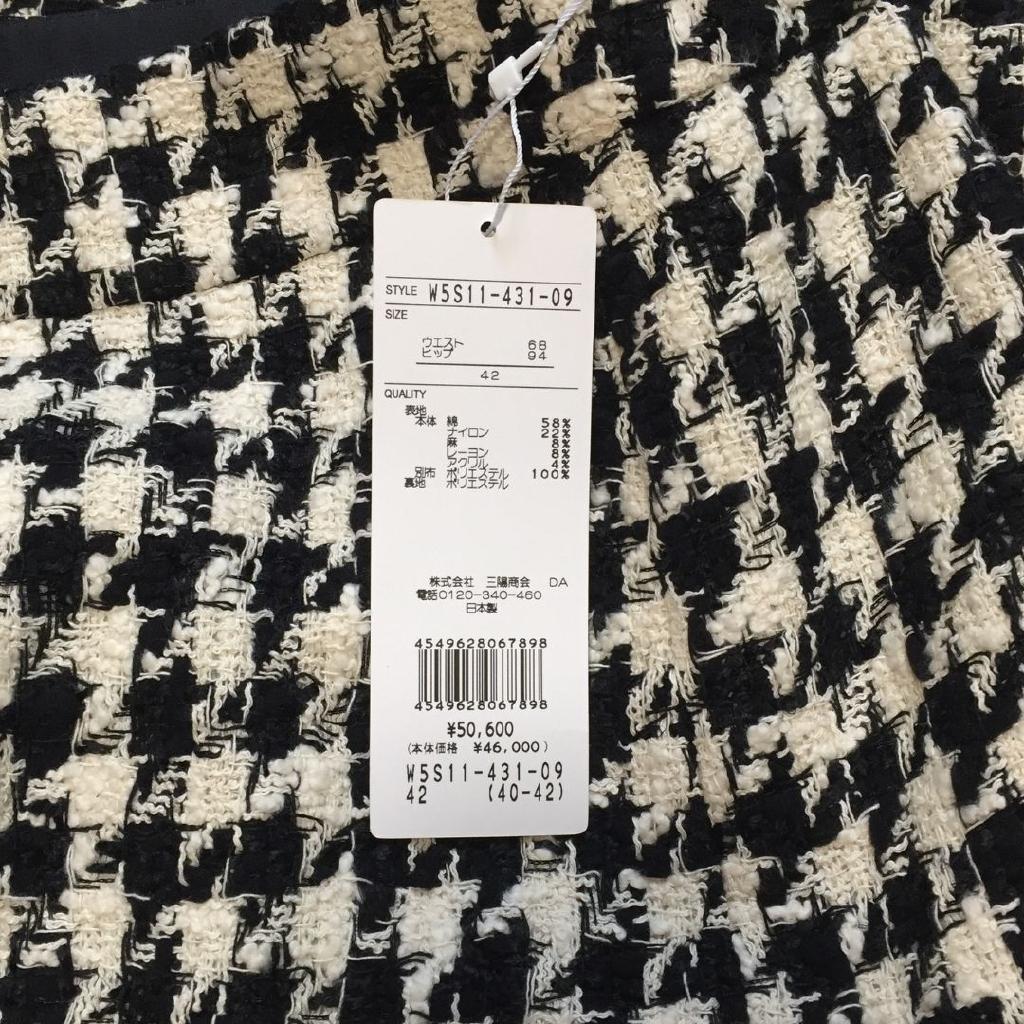 STYLE W5S11-431-09
SIZE
ウエスト 68
ヒップ 94
42
QUALITY
表地
本体 綿 58%
ナイロン 22%
麻 8%
レーヨン 8%
アクリル 4%
別布 ポリエステル 100%
裏地 ポリエステル
株式会社 三陽商会 DA
電話0120-340-460
日本製
4549628067898
4549628067898
¥50,600
(本体価格 ¥46,000)
W5S11-431-09
42 (40-42)